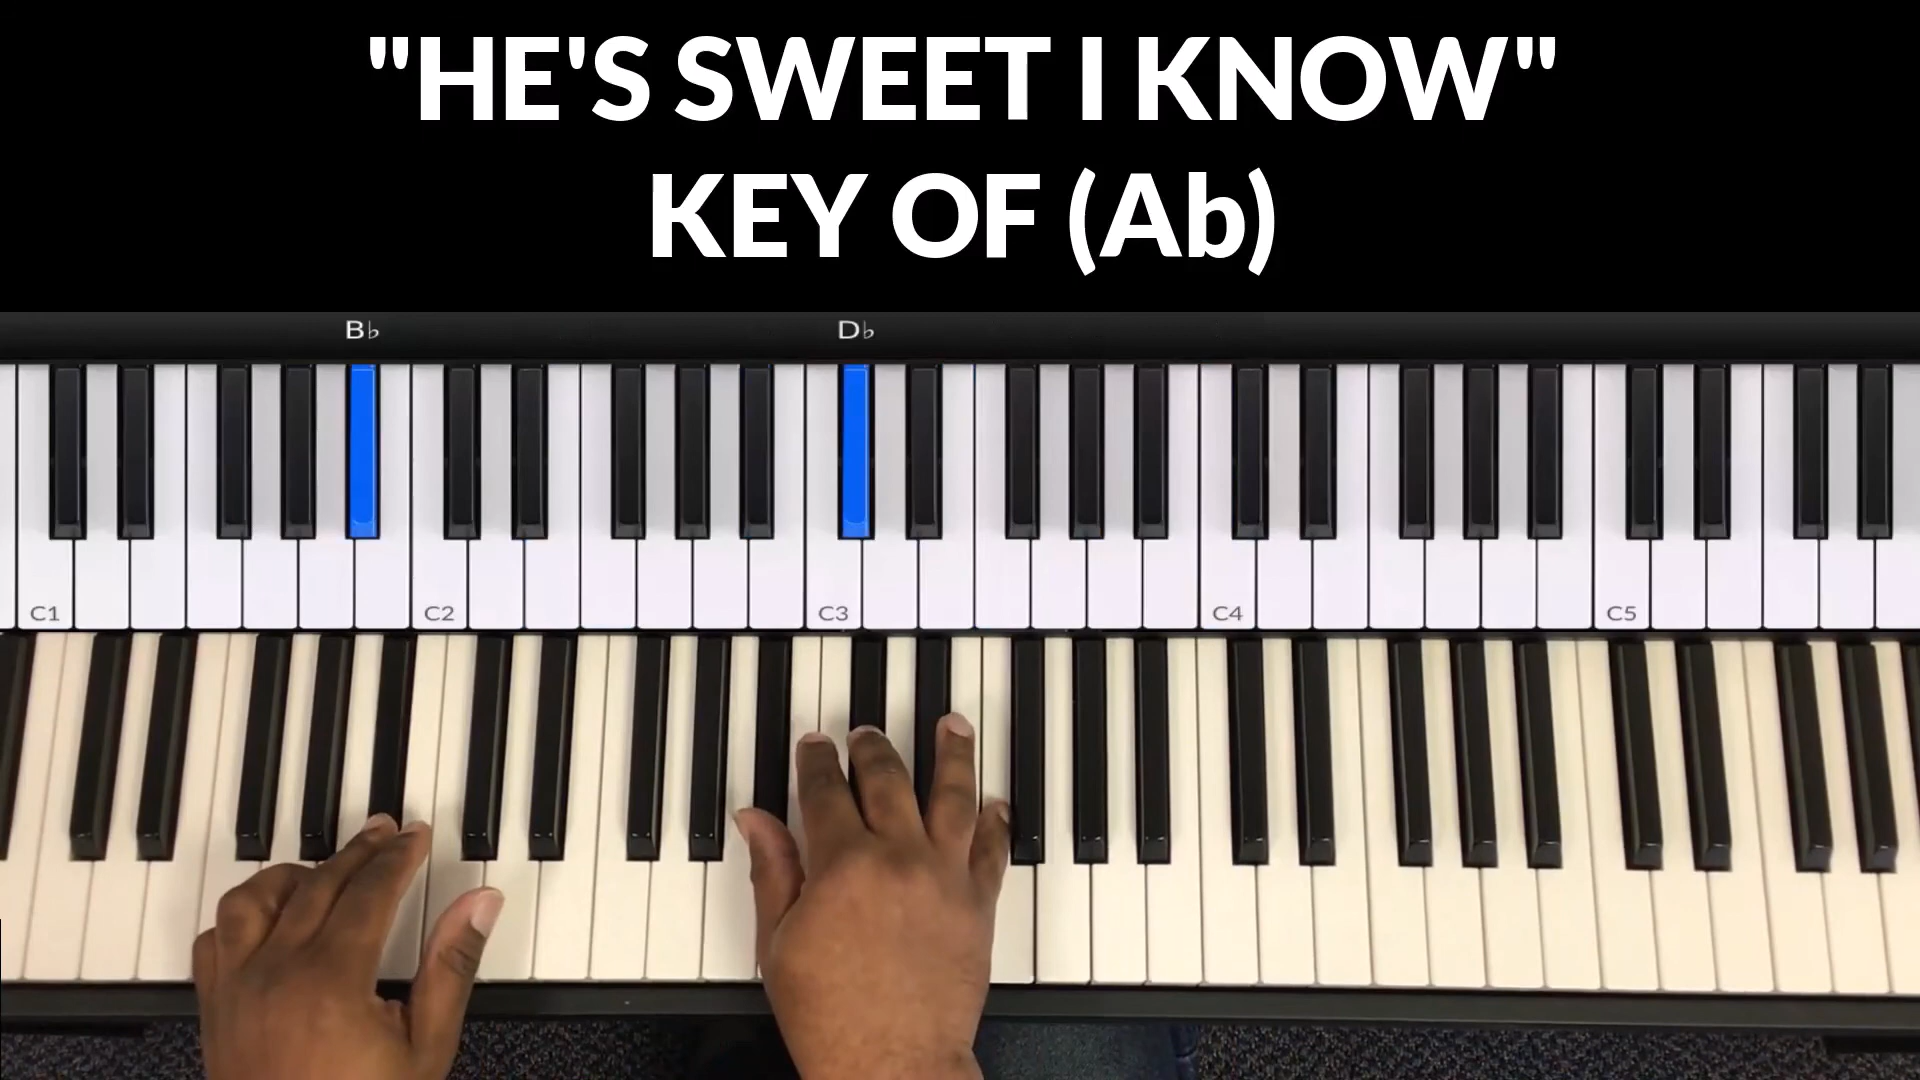 "HE'S SWEET I KNOW"
KEY OF (Ab)
B♭ D♭
C1 C2 C3 C4 C5